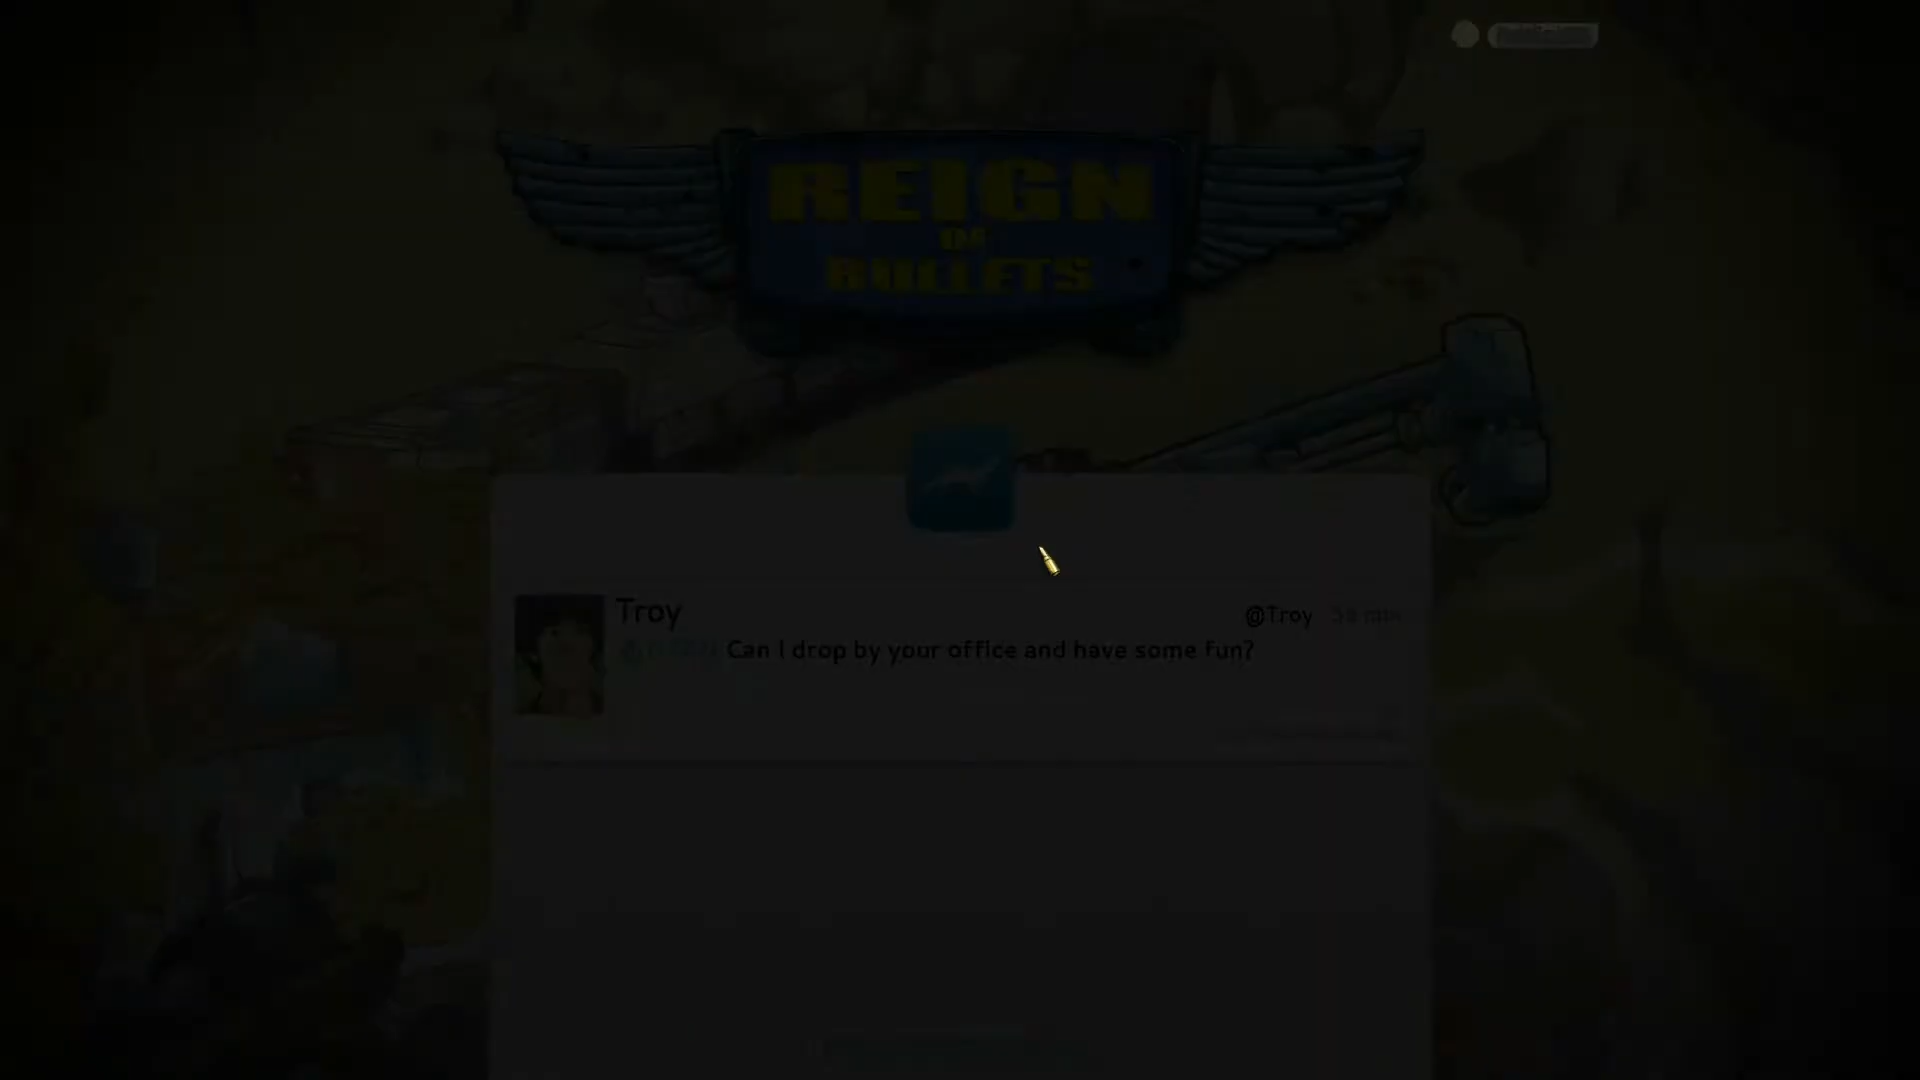 REIGN
OF
BULLETS
Troy
@Troy
Can I drop by your office and have some fun?